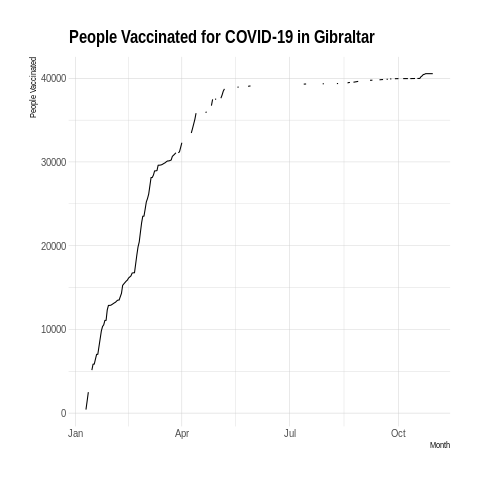 People Vaccinated for COVID-19 in Gibraltar
People Vaccinated
40000
30000
20000
10000
0
Jan Apr Jul Oct
Month